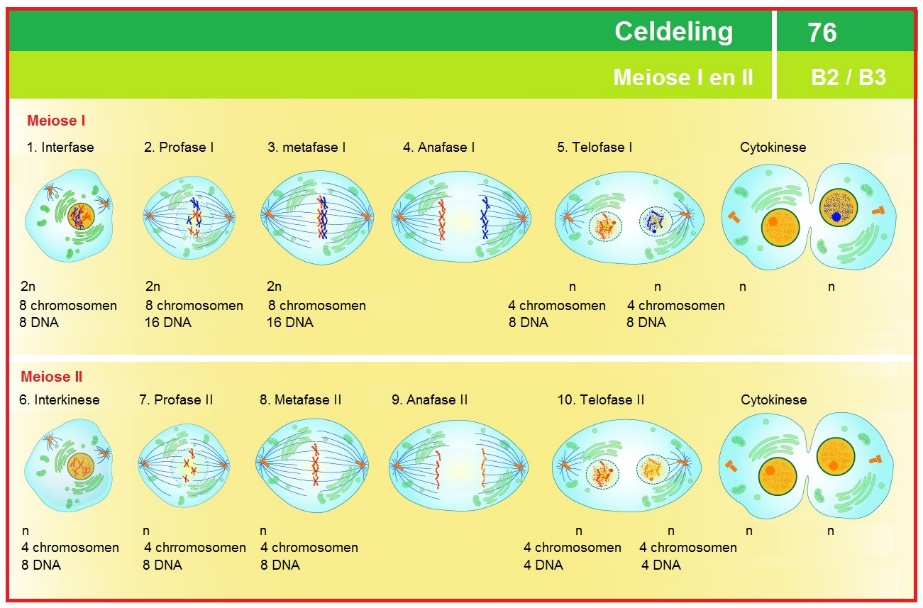 Celdeling 76
Meiose I en II B2 / B3
Meiose I
1. Interfase 2. Profase I 3. metafase I 4. Anafase I 5. Telofase I Cytokinese
2n 2n 2n n n n n
8 chromosomen 8 chromosomen 8 chromosomen 4 chromosomen 4 chromosomen
8 DNA 16 DNA 16 DNA 8 DNA 8 DNA
Meiose II
6. Interkinese 7. Profase II 8. Metafase II 9. Anafase II 10. Telofase II Cytokinese
n n n n n n n
4 chromosomen 4 chrromosomen 4 chromosomen 4 chromosomen 4 chromosomen
8 DNA 8 DNA 8 DNA 4 DNA 4 DNA